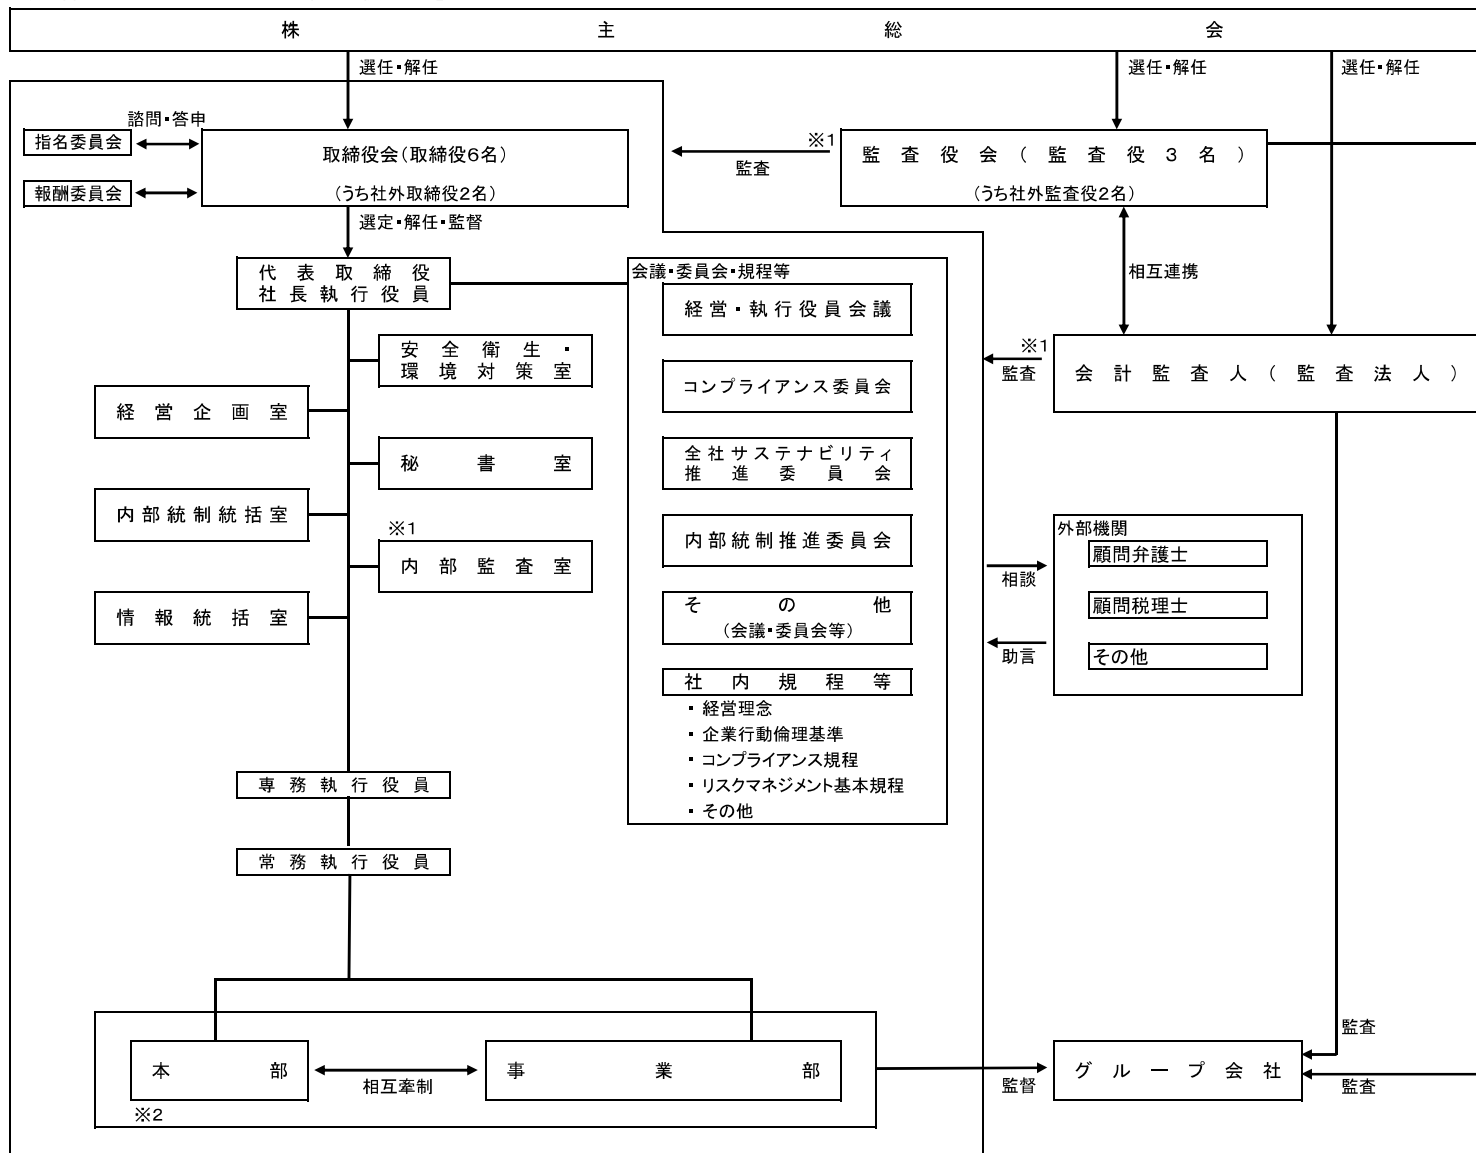 株主総会
選任・解任
選任・解任
選任・解任
諮問・答申
指名委員会
報酬委員会
取締役会(取締役6名)
(うち社外取締役2名)
※1
監査
監査役会(監査役3名)
(うち社外監査役2名)
選定・解任・監督
代表取締役
社長執行役員
会議・委員会・規程等
経営・執行役員会議
コンプライアンス委員会
全社サステナビリティ
推進委員会
内部統制推進委員会
その他
(会議・委員会等)
社内規程等
・経営理念
・企業行動倫理基準
・コンプライアンス規程
・リスクマネジメント基本規程
・その他
相互連携
※1
監査
会計監査人(監査法人)
安全衛生・
環境対策室
経営企画室
秘書室
内部統制統括室
※1
内部監査室
情報統括室
外部機関
顧問弁護士
顧問税理士
その他
相談
助言
専務執行役員
常務執行役員
本部
相互牽制
事業部
※2
監督
グループ会社
監査
監査